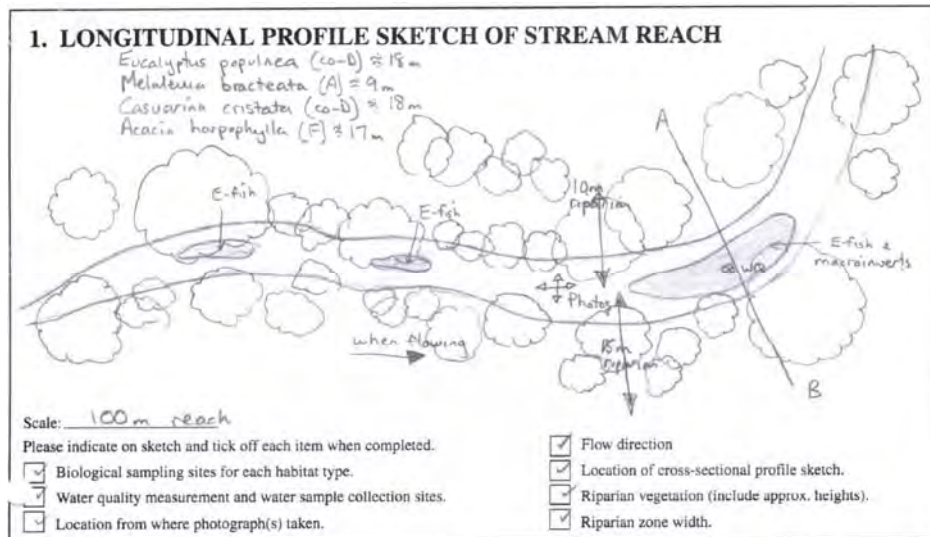 1. LONGITUDINAL PROFILE SKETCH OF STREAM REACH
Eucalyptus populnea (co-D) ≈ 18m
Melaleuca bracteata (A) ≈ 9m
Casuarina cristata (co-D) ≈ 18m
Acacia harpophylla (F) ≈ 17m
A
10m
riparian
E-fish
E-fish
E-fish &
macroinverts
WQ
Photos
when flowing
15m
riparian
B
Scale: 100m reach
Please indicate on sketch and tick off each item when completed.
Biological sampling sites for each habitat type.
Water quality measurement and water sample collection sites.
Location from where photograph(s) taken.
Flow direction
Location of cross-sectional profile sketch.
Riparian vegetation (include approx. heights).
Riparian zone width.